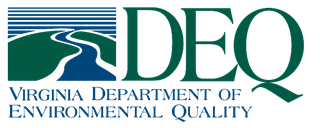 DEQ
VIRGINIA DEPARTMENT OF
ENVIRONMENTAL QUALITY